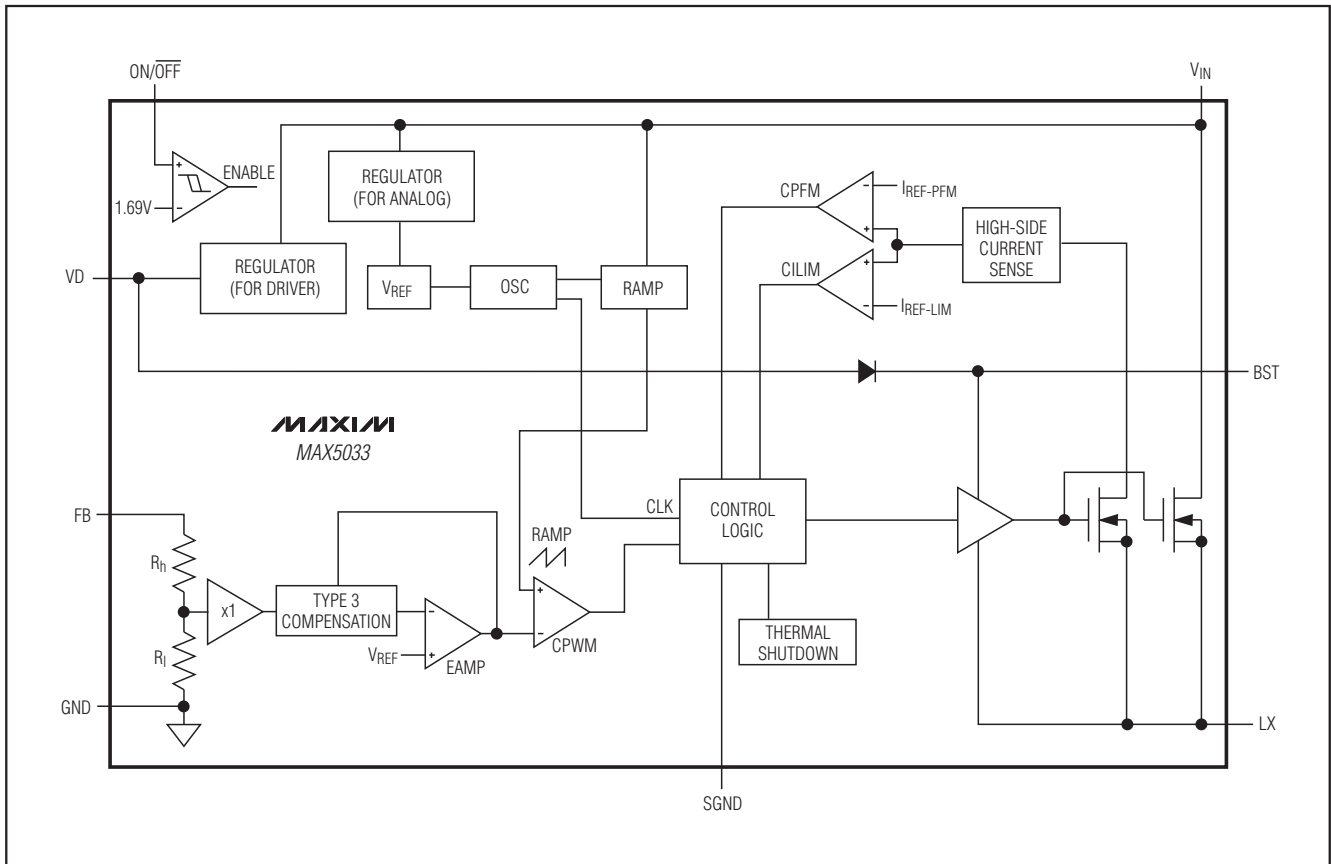 ON/OFF
VIN
ENABLE
1.69V
REGULATOR
(FOR ANALOG)
CPFM
IREF-PFM
HIGH-SIDE
CURRENT
SENSE
VD
REGULATOR
(FOR DRIVER)
VREF
OSC
RAMP
CILIM
IREF-LIM
BST
MAXIM
MAX5033
FB
CLK
CONTROL
LOGIC
RAMP
Rh
x1
TYPE 3
COMPENSATION
THERMAL
SHUTDOWN
Rl
VREF
EAMP
CPWM
GND
LX
SGND